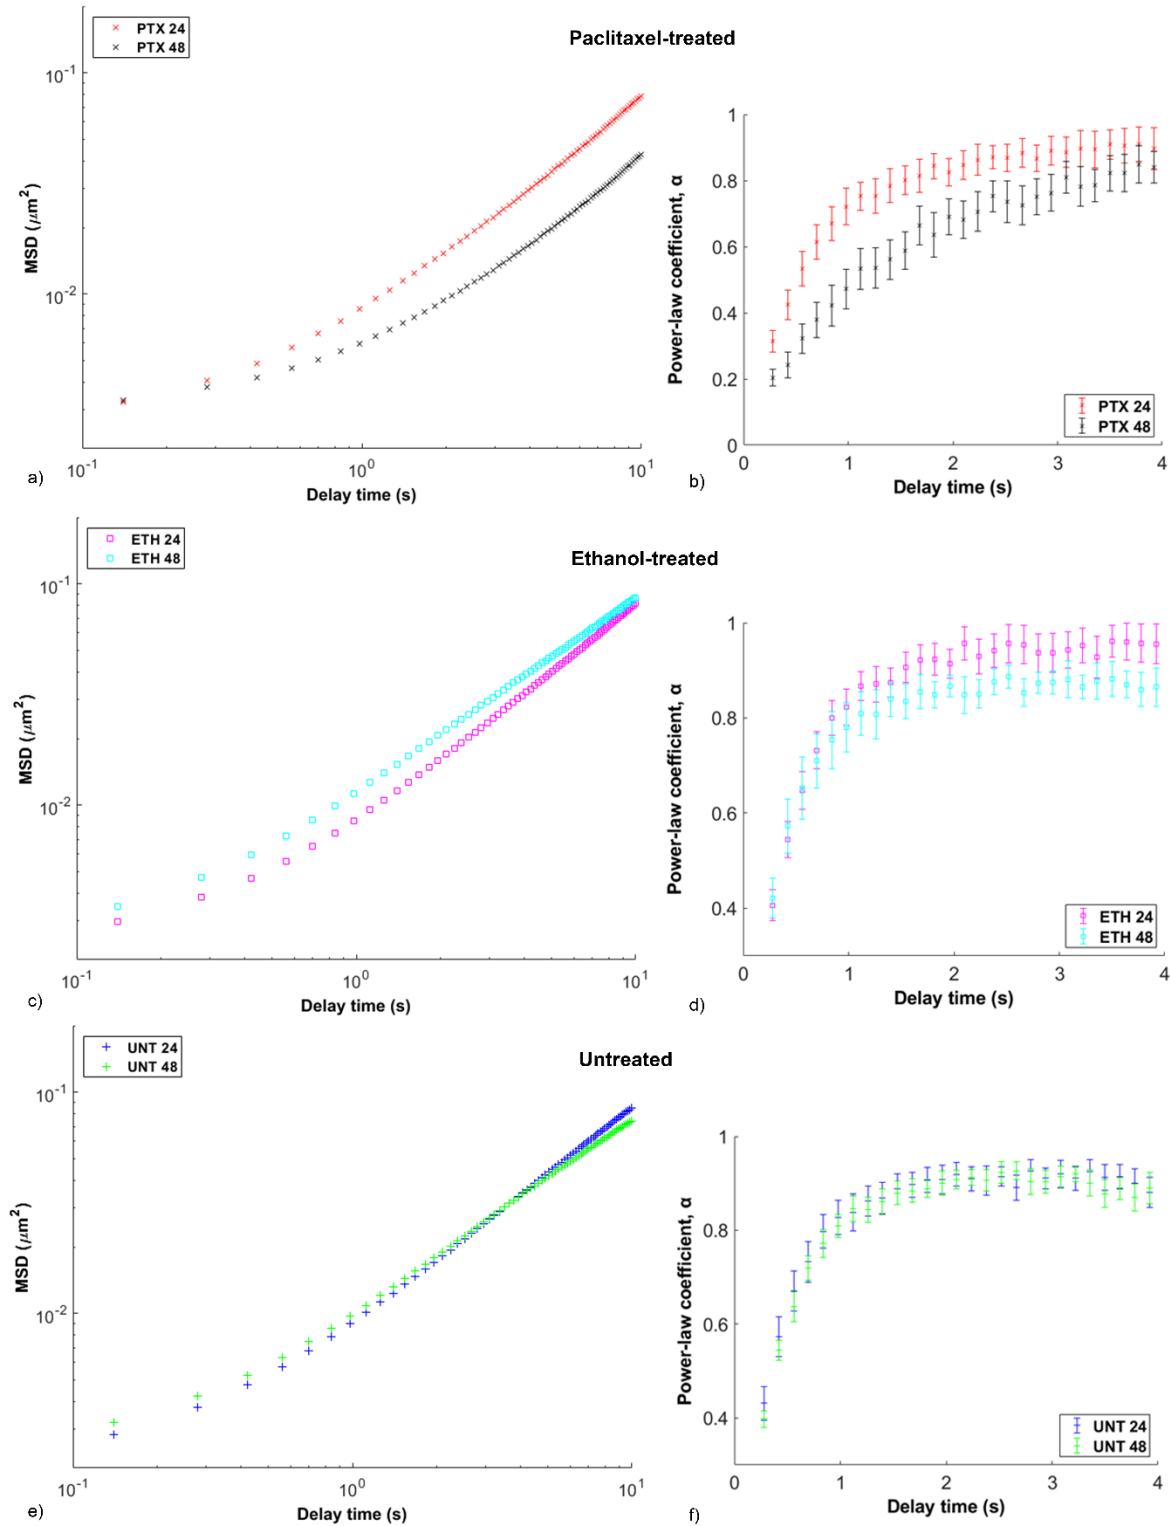 Paclitaxel-treated
PTX 24
PTX 48
10^-1
10^-2
MSD (μm²)
10^-1
10^0
10^1
Delay time (s)
a)
1
0.8
0.6
0.4
0.2
0
Power-law coefficient, α
PTX 24
PTX 48
0
1
2
3
4
Delay time (s)
b)
Ethanol-treated
ETH 24
ETH 48
10^-1
10^-2
MSD (μm²)
10^-1
10^0
10^1
Delay time (s)
c)
1
0.8
0.6
0.4
Power-law coefficient, α
ETH 24
ETH 48
0
1
2
3
4
Delay time (s)
d)
Untreated
UNT 24
UNT 48
10^-1
10^-2
MSD (μm²)
10^-1
10^0
10^1
Delay time (s)
e)
1
0.8
0.6
0.4
Power-law coefficient, α
UNT 24
UNT 48
0
1
2
3
4
Delay time (s)
f)